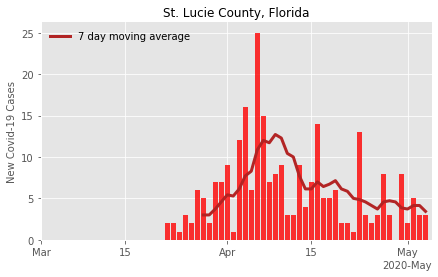 St. Lucie County, Florida
7 day moving average
New Covid-19 Cases
25
20
15
10
5
0
Mar 15 Apr 15 May
2020-May